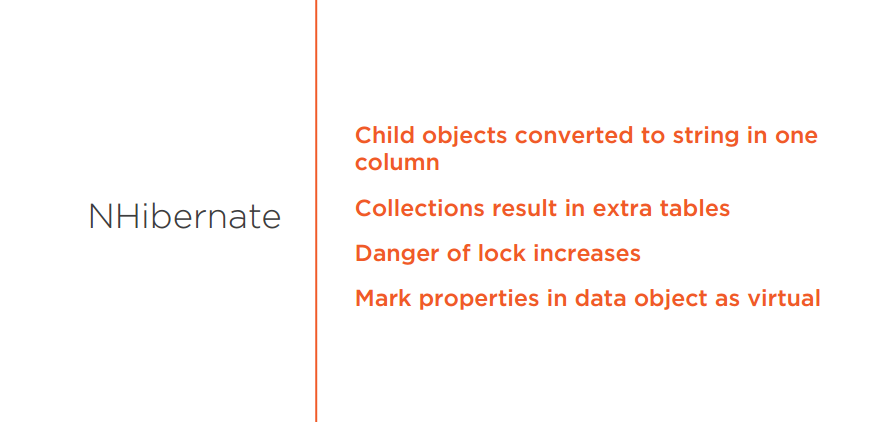 NHibernate
Child objects converted to string in one
column
Collections result in extra tables
Danger of lock increases
Mark properties in data object as virtual